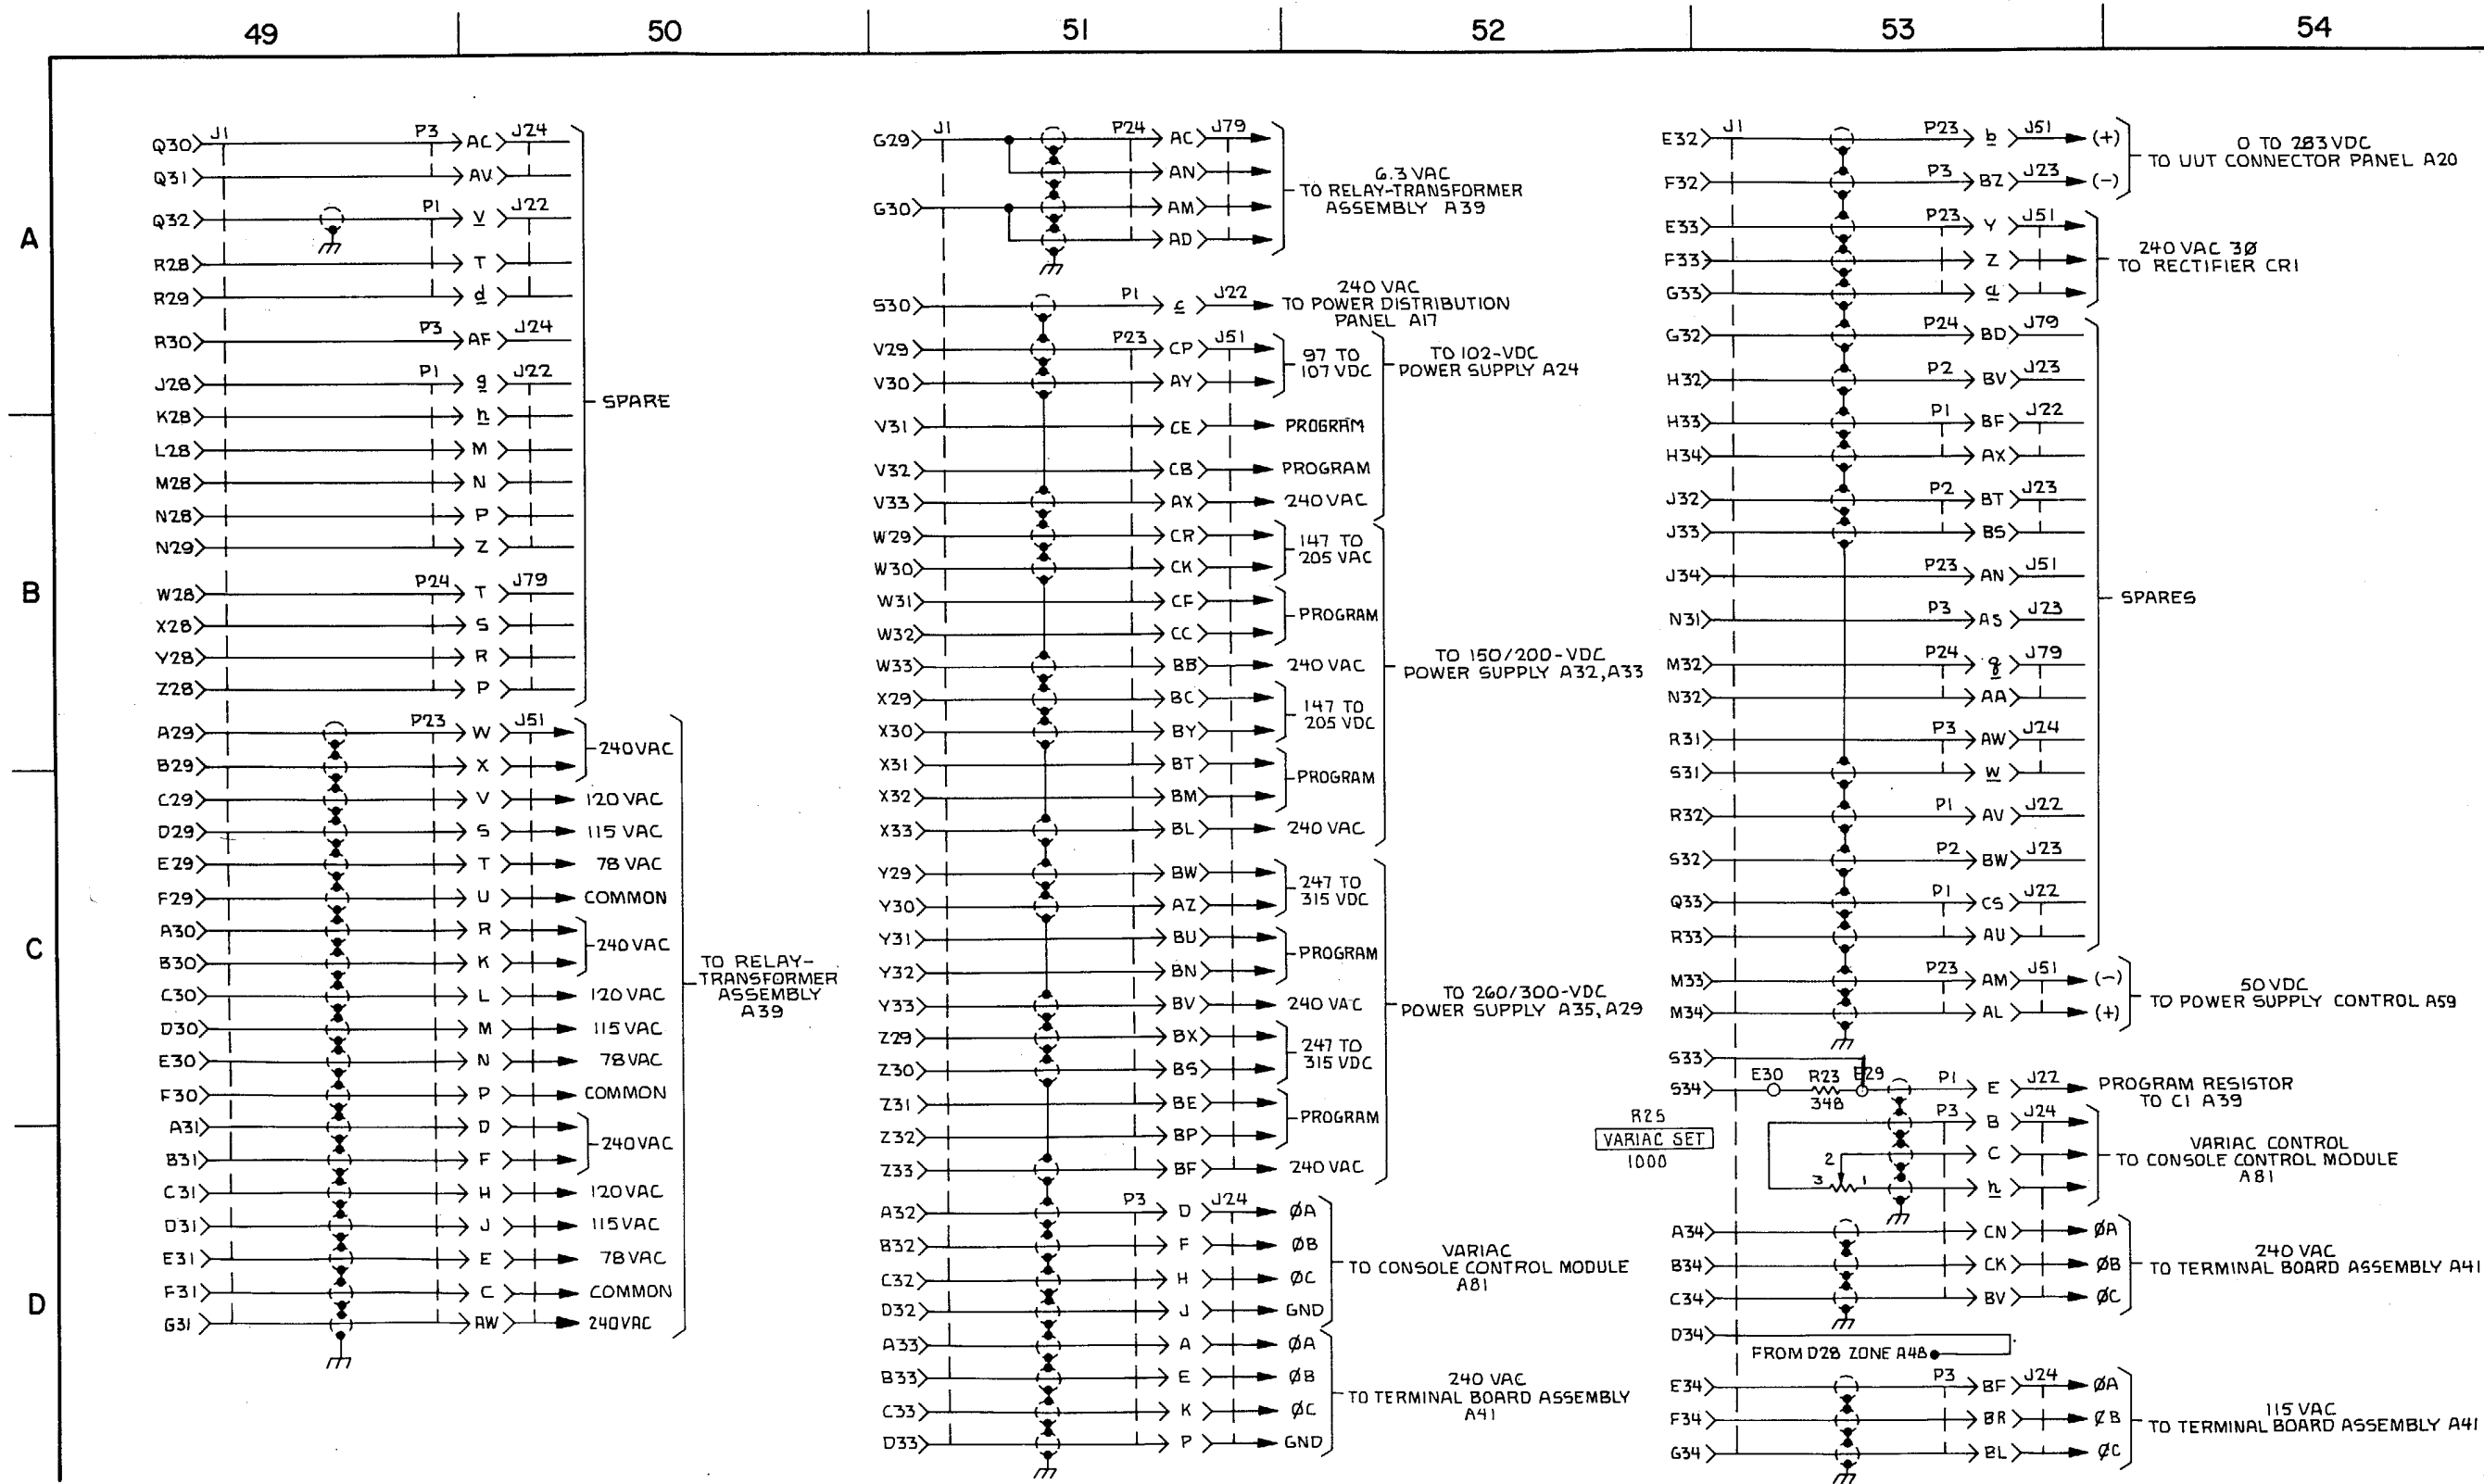 49 50 51 52 53 54
A
B
C
D
Q30 J1 P3 AC J24
Q31 AV
Q32 P1 v J22
R28 T
R29 d
R30 P3 AF J24
J28 P1 g J22
K28 h
L28 M
M28 N
N28 P
N29 Z
W28 P24 T J79
X28 S
Y28 R
Z28 P
SPARE
A29 P23 W J51
B29 X
240VAC
C29 V 120 VAC
D29 S 115 VAC
E29 T 78 VAC
F29 U COMMON
A30 R
B30 K
240VAC
C30 L 120 VAC
D30 M 115 VAC
E30 N 78 VAC
F30 P COMMON
A31 D
B31 F
240VAC
C31 H 120 VAC
D31 J 115 VAC
E31 E 78 VAC
F31 C COMMON
G31 AW 240VAC
TO RELAY-
TRANSFORMER
ASSEMBLY
A39
G29 J1 P24 AC J79
AN
G30 AM
AD
6.3 VAC
TO RELAY-TRANSFORMER
ASSEMBLY A39
S30 P1 c J22
240 VAC
TO POWER DISTRIBUTION
PANEL A17
V29 P23 CP J51
V30 AY
97 TO
107 VDC
V31 CE PROGRAM
V32 CB PROGRAM
V33 AX 240 VAC
TO 102-VDC
POWER SUPPLY A24
W29 CR
W30 CK
147 TO
205 VAC
W31 CF
W32 CC
PROGRAM
W33 BB 240 VAC
X29 BC
X30 BY
147 TO
205 VDC
X31 BT
X32 BM
PROGRAM
X33 BL 240 VAC
TO 150/200-VDC
POWER SUPPLY A32,A33
Y29 BW
Y30 AZ
247 TO
315 VDC
Y31 BU
Y32 BN
PROGRAM
Y33 BV 240 VAC
Z29 BX
Z30 BS
247 TO
315 VDC
Z31 BE
Z32 BP
PROGRAM
Z33 BF 240 VAC
TO 260/300-VDC
POWER SUPPLY A35,A29
A32 P3 D J24 ØA
B32 F ØB
C32 H ØC
D32 J GND
VARIAC
TO CONSOLE CONTROL MODULE
A81
A33 A ØA
B33 E ØB
C33 K ØC
D33 P GND
240 VAC
TO TERMINAL BOARD ASSEMBLY
A41
E32 J1 P23 b J51 (+)
F32 P3 BZ J23 (-)
0 TO 283 VDC
TO UUT CONNECTOR PANEL A20
E33 P23 Y J51
F33 Z
G33 a
240 VAC 3Ø
TO RECTIFIER CR1
G32 P24 BD J79
H32 P2 BV J23
H33 P1 BF J22
H34 AX
J32 P2 BT J23
J33 BS
J34 P23 AN J51
N31 P3 AS J23
M32 P24 q J79
N32 AA
R31 P3 AW J24
S31 w
R32 P1 AV J22
S32 P2 BW J23
Q33 P1 CS J22
R33 AU
SPARES
M33 P23 AM J51 (-)
M34 AL (+)
50 VDC
TO POWER SUPPLY CONTROL A59
S33
S34 E30 R23 E29 P1 E J22
348
PROGRAM RESISTOR
TO C1 A39
R25
VARIAC SET
1000
P3 B J24
2 C
3 1 h
VARIAC CONTROL
TO CONSOLE CONTROL MODULE
A81
A34 CN ØA
B34 CK ØB
C34 BV ØC
240 VAC
TO TERMINAL BOARD ASSEMBLY A41
D34
FROM D28 ZONE A48
E34 P3 BF J24 ØA
F34 BR ØB
G34 BL ØC
115 VAC
TO TERMINAL BOARD ASSEMBLY A41